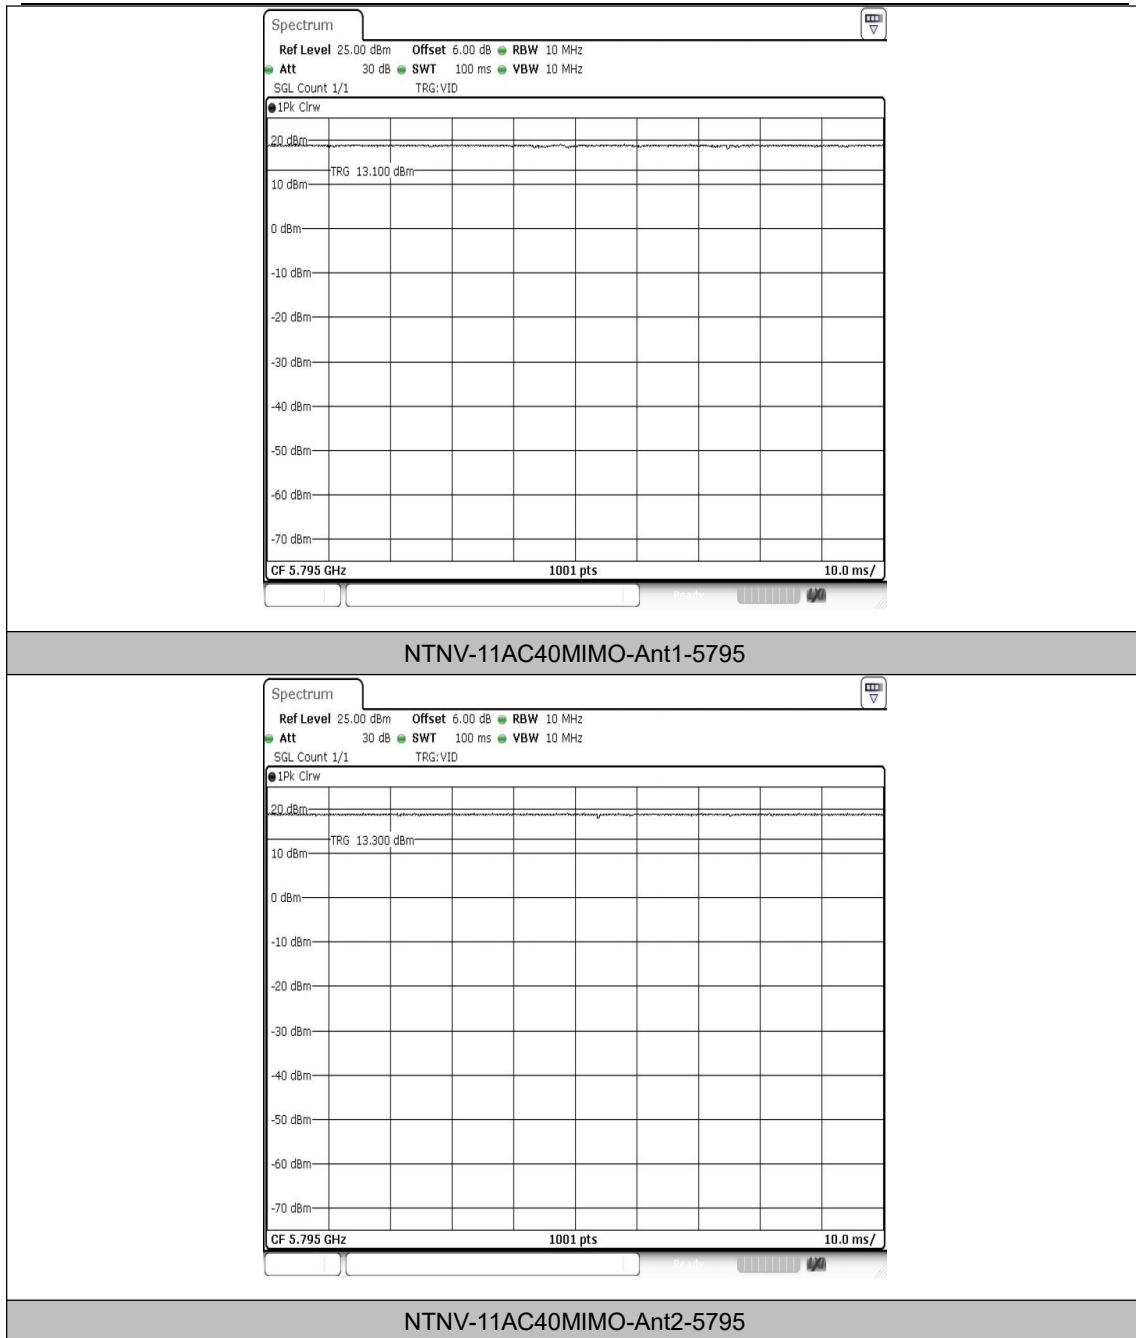 Spectrum
Ref Level 25.00 dBm Offset 6.00 dB RBW 10 MHz
Att 30 dB SWT 100 ms VBW 10 MHz
SGL Count 1/1 TRG:VID
1Pk Clrw
20 dBm
TRG 13.100 dBm
10 dBm
0 dBm
-10 dBm
-20 dBm
-30 dBm
-40 dBm
-50 dBm
-60 dBm
-70 dBm
CF 5.795 GHz 1001 pts 10.0 ms/
Ready
NTNV-11AC40MIMO-Ant1-5795
Spectrum
Ref Level 25.00 dBm Offset 6.00 dB RBW 10 MHz
Att 30 dB SWT 100 ms VBW 10 MHz
SGL Count 1/1 TRG:VID
1Pk Clrw
20 dBm
TRG 13.300 dBm
10 dBm
0 dBm
-10 dBm
-20 dBm
-30 dBm
-40 dBm
-50 dBm
-60 dBm
-70 dBm
CF 5.795 GHz 1001 pts 10.0 ms/
Ready
NTNV-11AC40MIMO-Ant2-5795